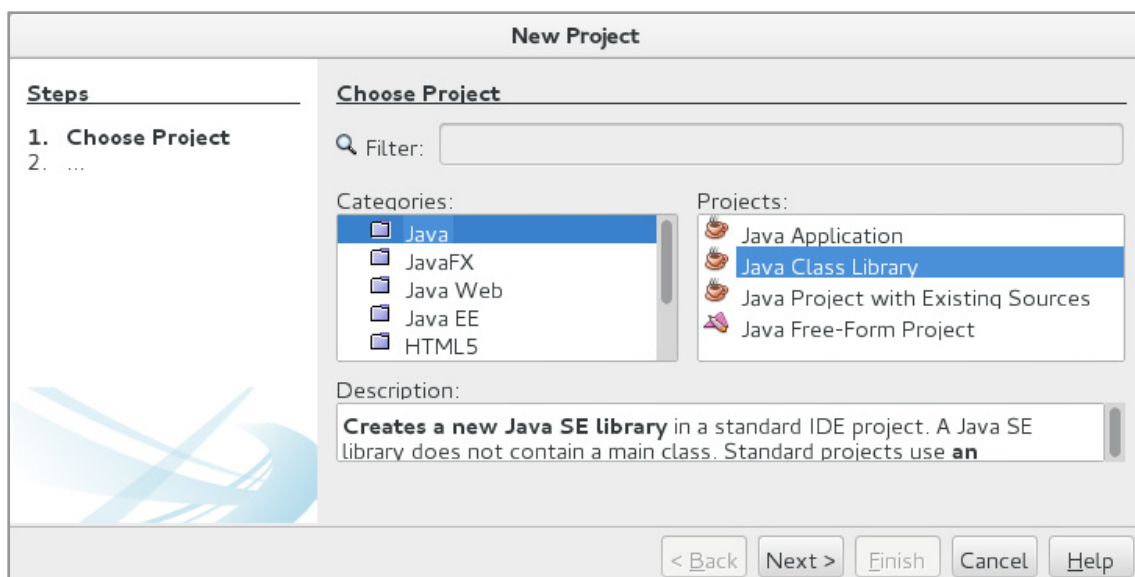 New Project
Steps
1. Choose Project
2. ...
Choose Project
Filter:
Categories:
Java
JavaFX
Java Web
Java EE
HTML5
Projects:
Java Application
Java Class Library
Java Project with Existing Sources
Java Free-Form Project
Description:
Creates a new Java SE library in a standard IDE project. A Java SE
library does not contain a main class. Standard projects use an
< Back
Next >
Finish
Cancel
Help